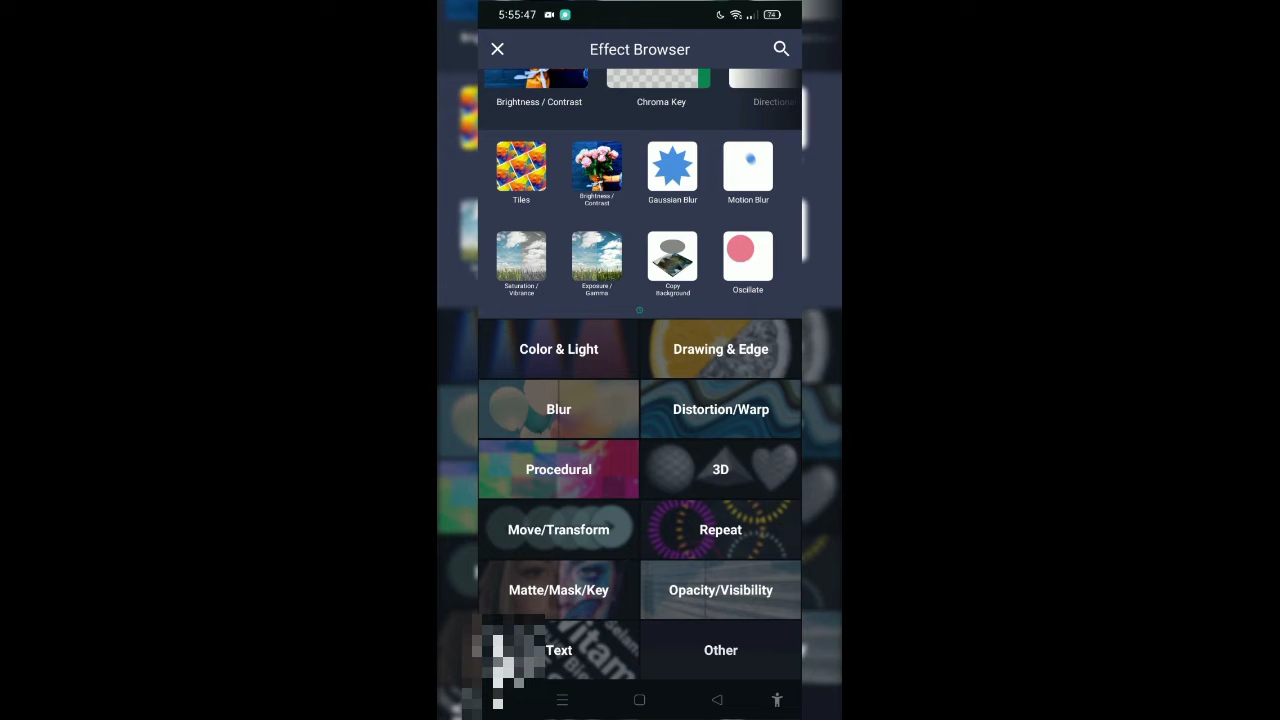 5:55:47
74
Effect Browser
Brightness / Contrast
Chroma Key
Directional
Tiles
Brightness /
Contrast
Gaussian Blur
Motion Blur
Saturation /
Vibrance
Exposure /
Gamma
Copy
Background
Oscillate
Color & Light
Drawing & Edge
Blur
Distortion/Warp
Procedural
3D
Move/Transform
Repeat
Matte/Mask/Key
Opacity/Visibility
Text
Other